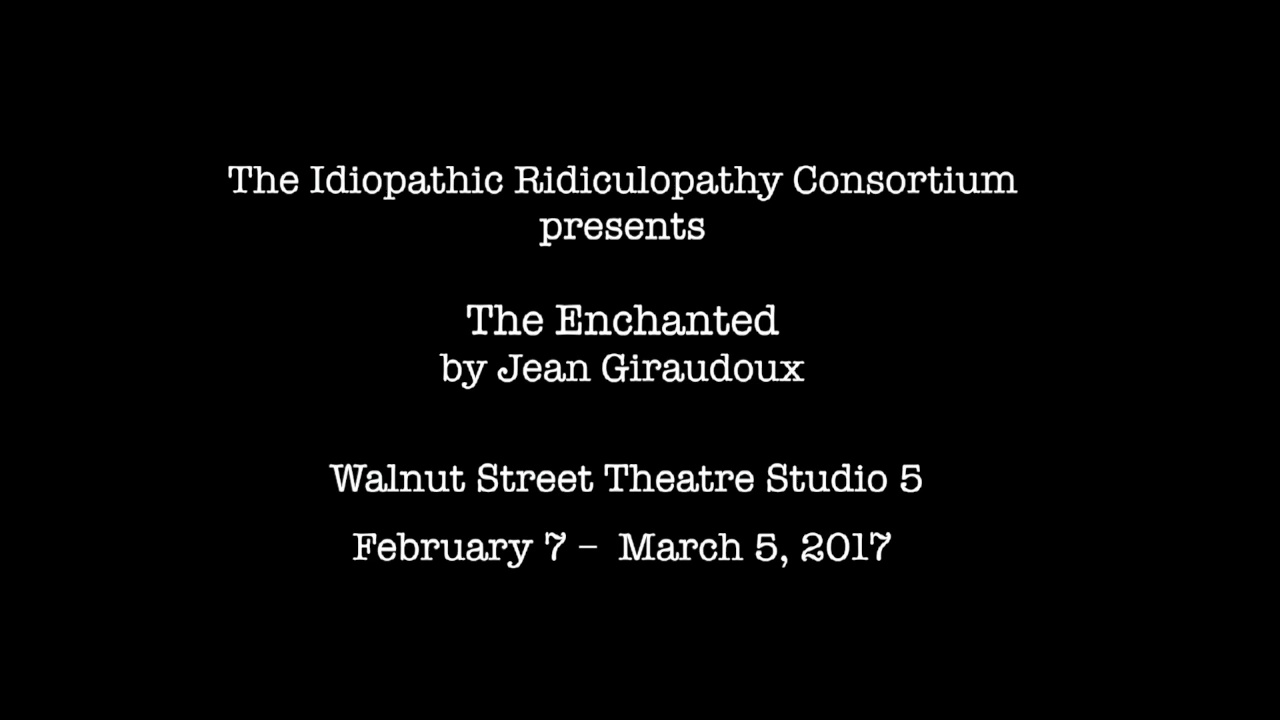 The Idiopathic Ridiculopathy Consortium
presents
The Enchanted
by Jean Giraudoux
Walnut Street Theatre Studio 5
February 7 – March 5, 2017